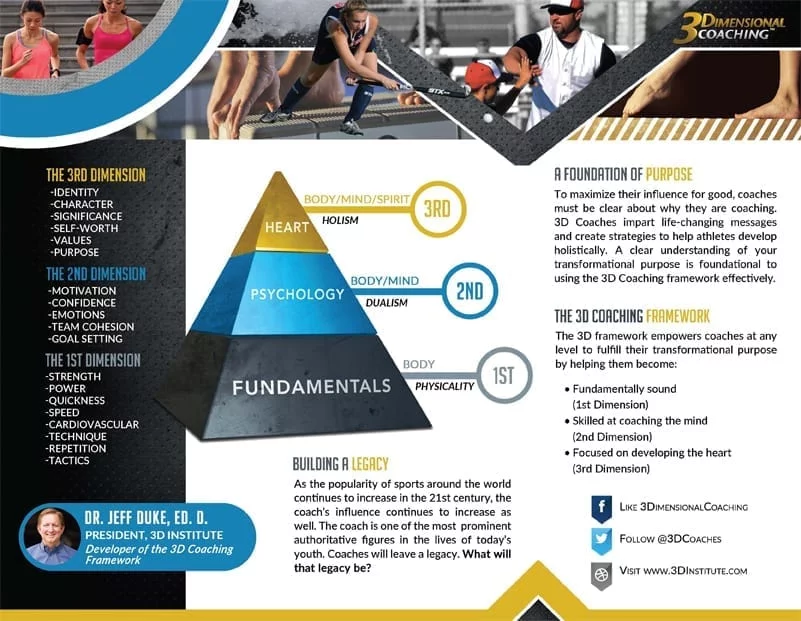 3DIMENSIONAL
COACHING™
STX
THE 3RD DIMENSION
-IDENTITY
-CHARACTER
-SIGNIFICANCE
-SELF-WORTH
-VALUES
-PURPOSE
THE 2ND DIMENSION
-MOTIVATION
-CONFIDENCE
-EMOTIONS
-TEAM COHESION
-GOAL SETTING
THE 1ST DIMENSION
-STRENGTH
-POWER
-QUICKNESS
-SPEED
-CARDIOVASCULAR
-TECHNIQUE
-REPETITION
-TACTICS
DR. JEFF DUKE, ED. D.
PRESIDENT, 3D INSTITUTE
Developer of the 3D Coaching
Framework
HEART
BODY/MIND/SPIRIT
HOLISM
3RD
PSYCHOLOGY
BODY/MIND
DUALISM
2ND
FUNDAMENTALS
BODY
PHYSICALITY
1ST
BUILDING A LEGACY
As the popularity of sports around the world
continues to increase in the 21st century, the
coach's influence continues to increase as
well. The coach is one of the most prominent
authoritative figures in the lives of today's
youth. Coaches will leave a legacy. What will
that legacy be?
A FOUNDATION OF PURPOSE
To maximize their influence for good, coaches
must be clear about why they are coaching.
3D Coaches impart life-changing messages
and create strategies to help athletes develop
holistically. A clear understanding of your
transformational purpose is foundational to
using the 3D Coaching framework effectively.
THE 3D COACHING FRAMEWORK
The 3D framework empowers coaches at any
level to fulfill their transformational purpose
by helping them become:
• Fundamentally sound
(1st Dimension)
• Skilled at coaching the mind
(2nd Dimension)
• Focused on developing the heart
(3rd Dimension)
LIKE 3DIMENSIONALCOACHING
FOLLOW @3DCOACHES
VISIT WWW.3DINSTITUTE.COM